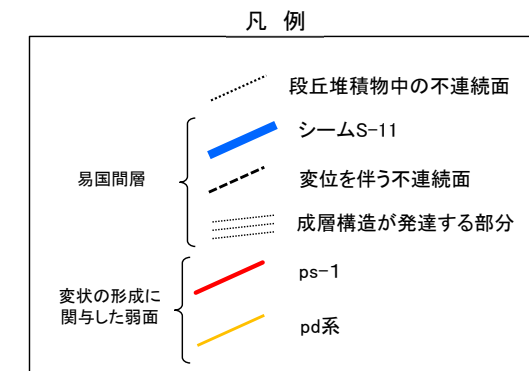 凡 例
段丘堆積物中の不連続面
易国間層
シームS-11
変位を伴う不連続面
成層構造が発達する部分
変状の形成に
関与した弱面
ps-1
pd系